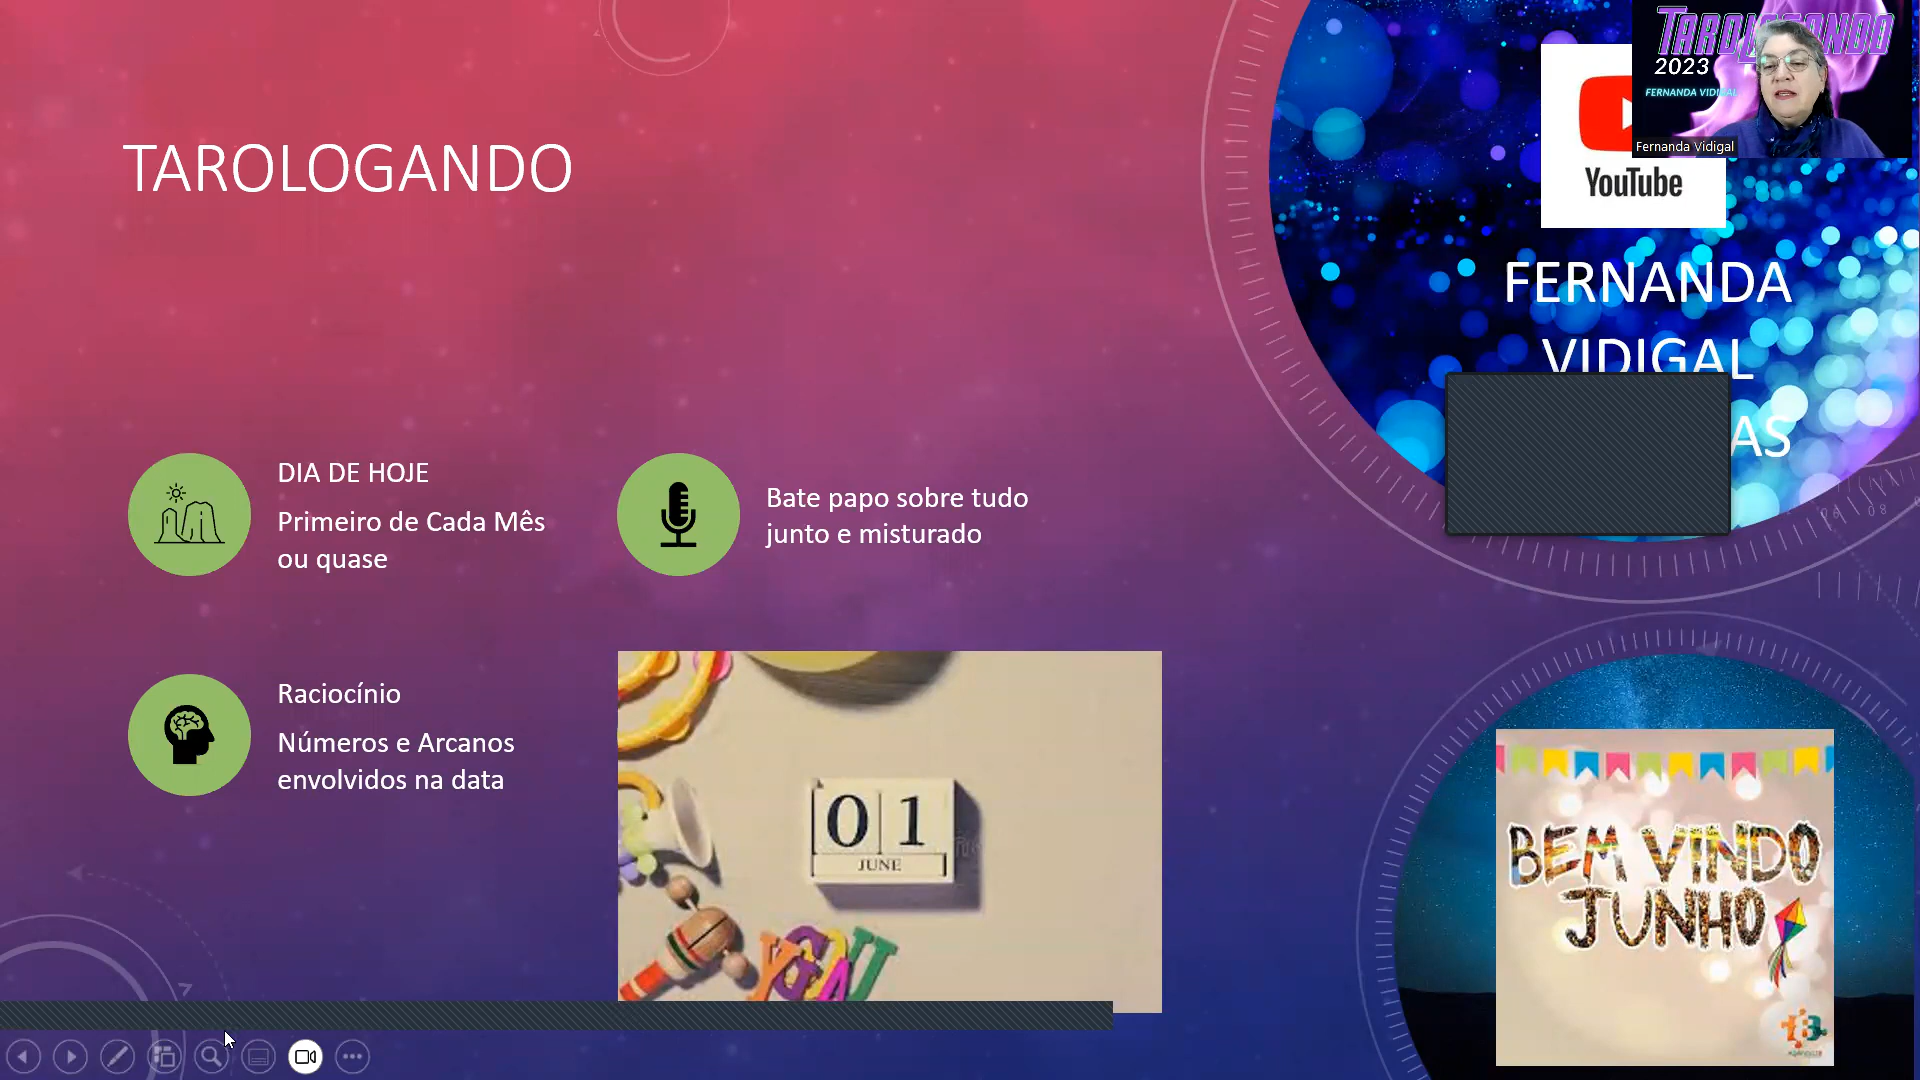 TAROLOGANDO
DIA DE HOJE
Primeiro de Cada Mês
ou quase
Bate papo sobre tudo
junto e misturado
Raciocínio
Números e Arcanos
envolvidos na data
01
JUNE
TAROLOGANDO
2023
FERNANDA VIDIGAL
Fernanda Vidigal
YouTube
FERNANDA
VIDIGAL
BEM VINDO
JUNHO